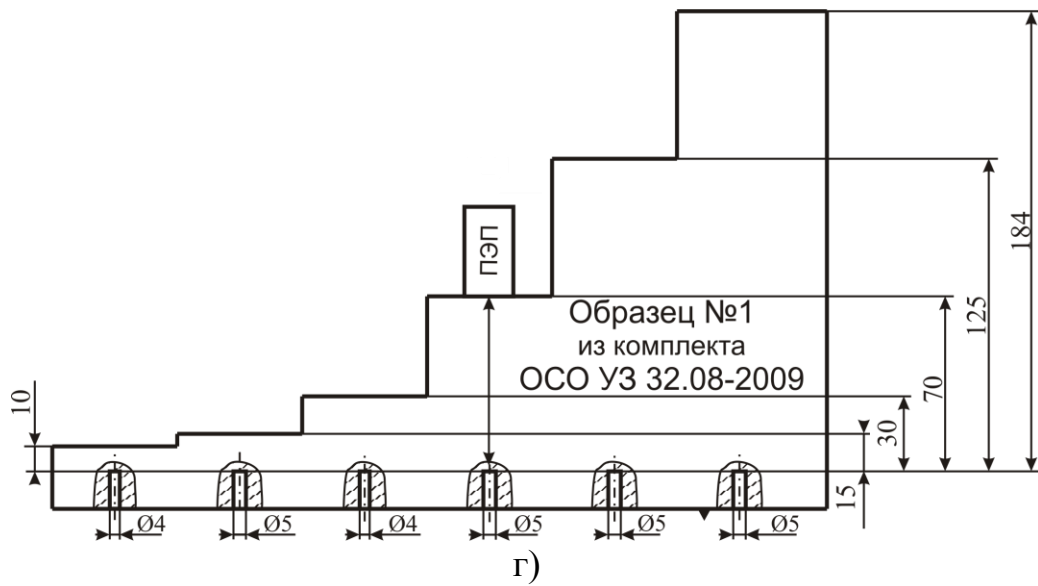 184
125
ПЭП
Образец №1
из комплекта
ОСО УЗ 32.08-2009
70
10
30
15
Ø4
Ø5
Ø4
Ø5
Ø5
Ø5
г)